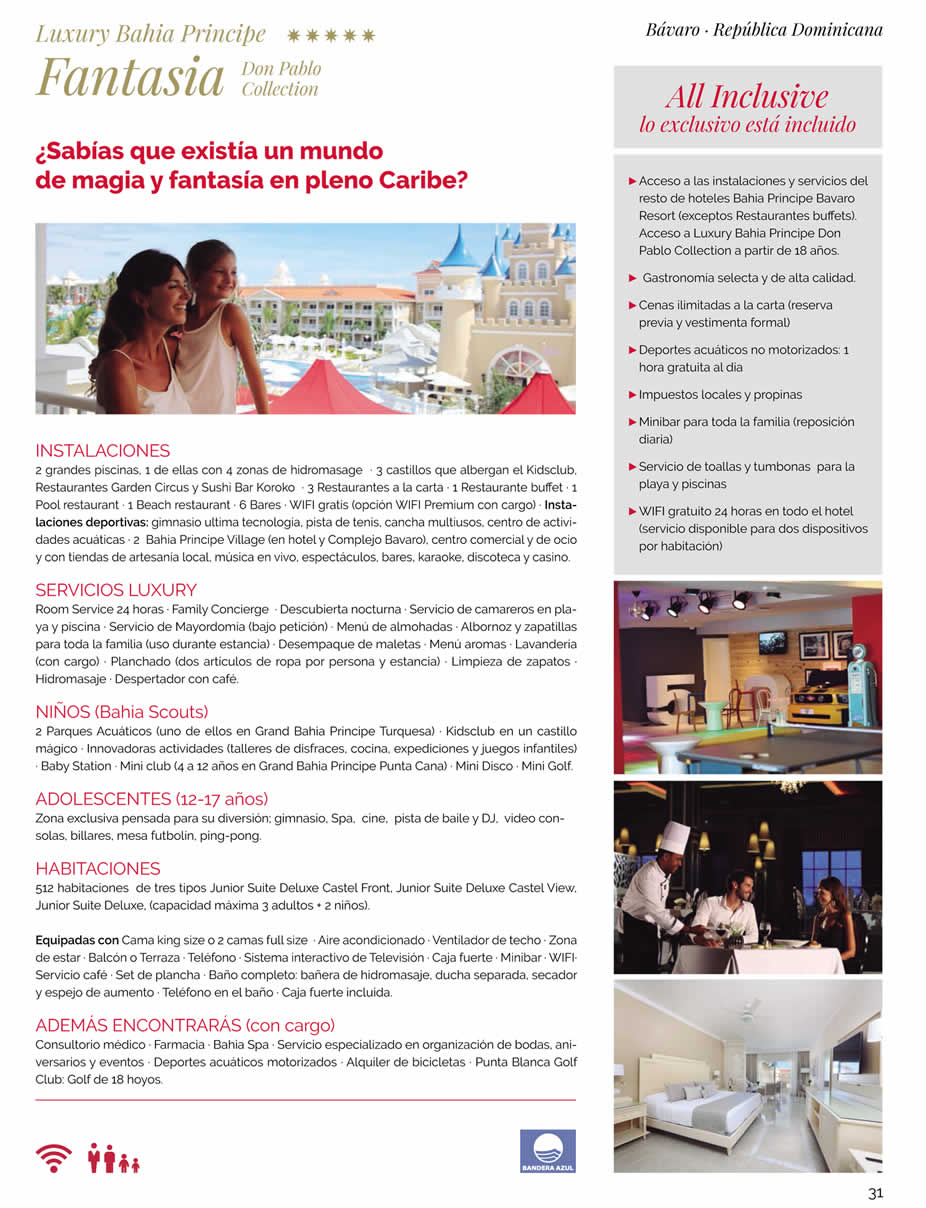 Luxury Bahia Principe ★★★★★
Fantasia Don Pablo
Collection
Bávaro · República Dominicana
¿Sabías que existía un mundo
de magia y fantasía en pleno Caribe?
INSTALACIONES
2 grandes piscinas, 1 de ellas con 4 zonas de hidromasage · 3 castillos que albergan el Kidsclub,
Restaurantes Garden Circus y Sushi Bar Koroko · 3 Restaurantes a la carta · 1 Restaurante buffet · 1
Pool restaurant · 1 Beach restaurant · 6 Bares · WIFI gratis (opción WIFI Premium con cargo) · Insta-
laciones deportivas: gimnasio ultima tecnología, pista de tenis, cancha multiusos, centro de activi-
dades acuáticas · 2 Bahia Principe Village (en hotel y Complejo Bavaro), centro comercial y de ocio
y con tiendas de artesanía local, música en vivo, espectáculos, bares, karaoke, discoteca y casino.
SERVICIOS LUXURY
Room Service 24 horas · Family Concierge · Descubierta nocturna · Servicio de camareros en pla-
ya y piscina · Servicio de Mayordomía (bajo petición) · Menú de almohadas · Albornoz y zapatillas
para toda la familia (uso durante estancia) · Desempaque de maletas · Menú aromas · Lavandería
(con cargo) · Planchado (dos artículos de ropa por persona y estancia) · Limpieza de zapatos ·
Hidromasaje · Despertador con café.
NIÑOS (Bahia Scouts)
2 Parques Acuáticos (uno de ellos en Grand Bahia Principe Turquesa) · Kidsclub en un castillo
mágico · Innovadoras actividades (talleres de disfraces, cocina, expediciones y juegos infantiles)
· Baby Station · Mini club (4 a 12 años en Grand Bahia Principe Punta Cana) · Mini Disco · Mini Golf.
ADOLESCENTES (12-17 años)
Zona exclusiva pensada para su diversión; gimnasio, Spa, cine, pista de baile y DJ, video con-
solas, billares, mesa futbolín, ping-pong.
HABITACIONES
512 habitaciones de tres tipos Junior Suite Deluxe Castel Front, Junior Suite Deluxe Castel View,
Junior Suite Deluxe, (capacidad máxima 3 adultos + 2 niños).
Equipadas con Cama king size o 2 camas full size · Aire acondicionado · Ventilador de techo · Zona
de estar · Balcón o Terraza · Teléfono · Sistema interactivo de Televisión · Caja fuerte · Minibar · WIFI·
Servicio café · Set de plancha · Baño completo: bañera de hidromasaje, ducha separada, secador
y espejo de aumento · Teléfono en el baño · Caja fuerte incluida.
ADEMÁS ENCONTRARÁS (con cargo)
Consultorio médico · Farmacia · Bahia Spa · Servicio especializado en organización de bodas, ani-
versarios y eventos · Deportes acuáticos motorizados · Alquiler de bicicletas · Punta Blanca Golf
Club: Golf de 18 hoyos.
BANDERA AZUL
All Inclusive
lo exclusivo está incluido
► Acceso a las instalaciones y servicios del
resto de hoteles Bahia Principe Bavaro
Resort (exceptos Restaurantes buffets).
Acceso a Luxury Bahia Principe Don
Pablo Collection a partir de 18 años.
► Gastronomía selecta y de alta calidad.
► Cenas ilimitadas a la carta (reserva
previa y vestimenta formal)
► Deportes acuáticos no motorizados: 1
hora gratuita al día
► Impuestos locales y propinas
► Minibar para toda la familia (reposición
diaria)
► Servicio de toallas y tumbonas para la
playa y piscinas
► WIFI gratuito 24 horas en todo el hotel
(servicio disponible para dos dispositivos
por habitación)
5
31